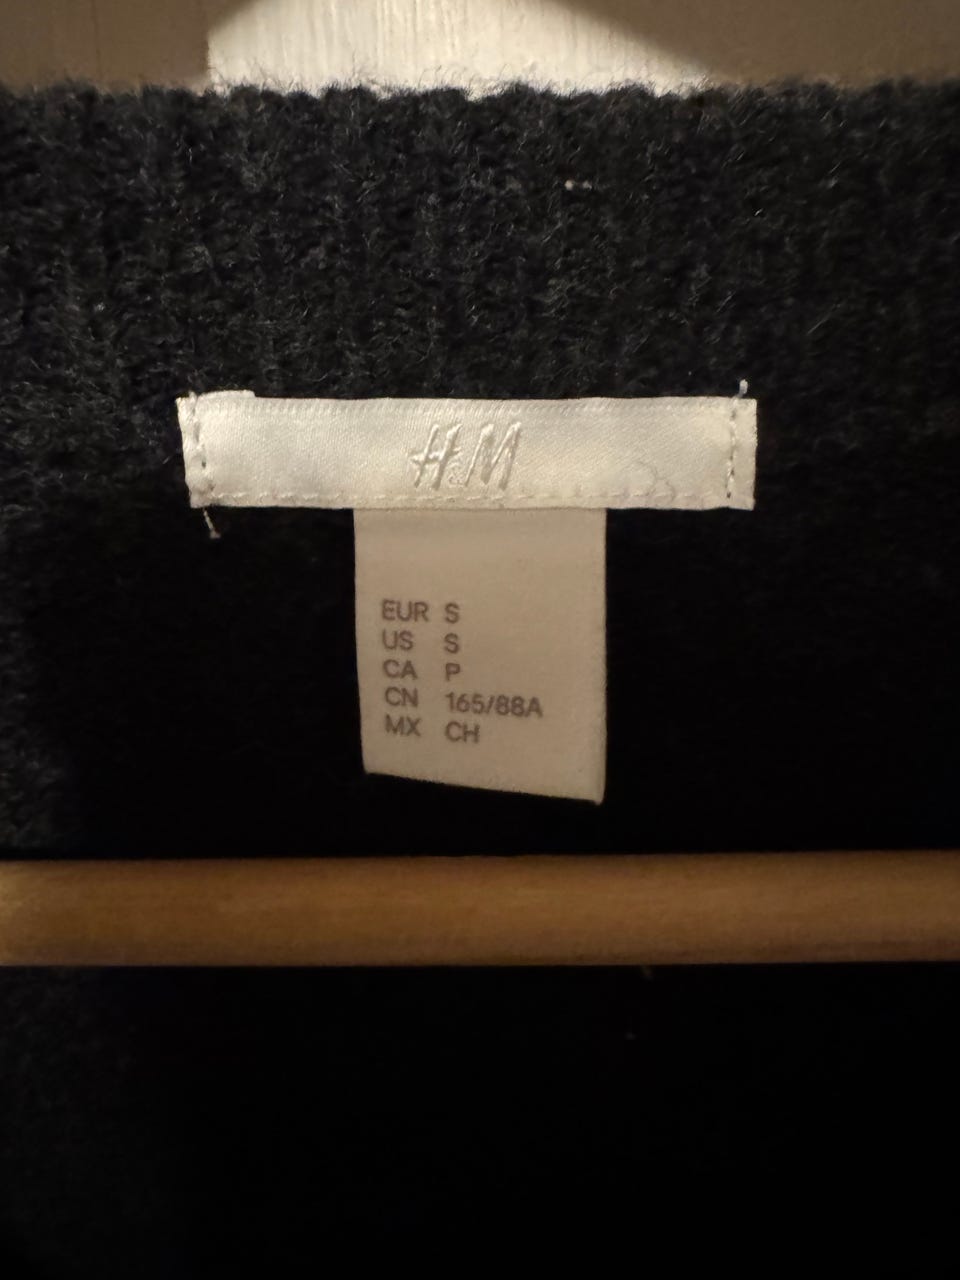 H&M
EUR S
US S
CA P
CN 165/88A
MX CH